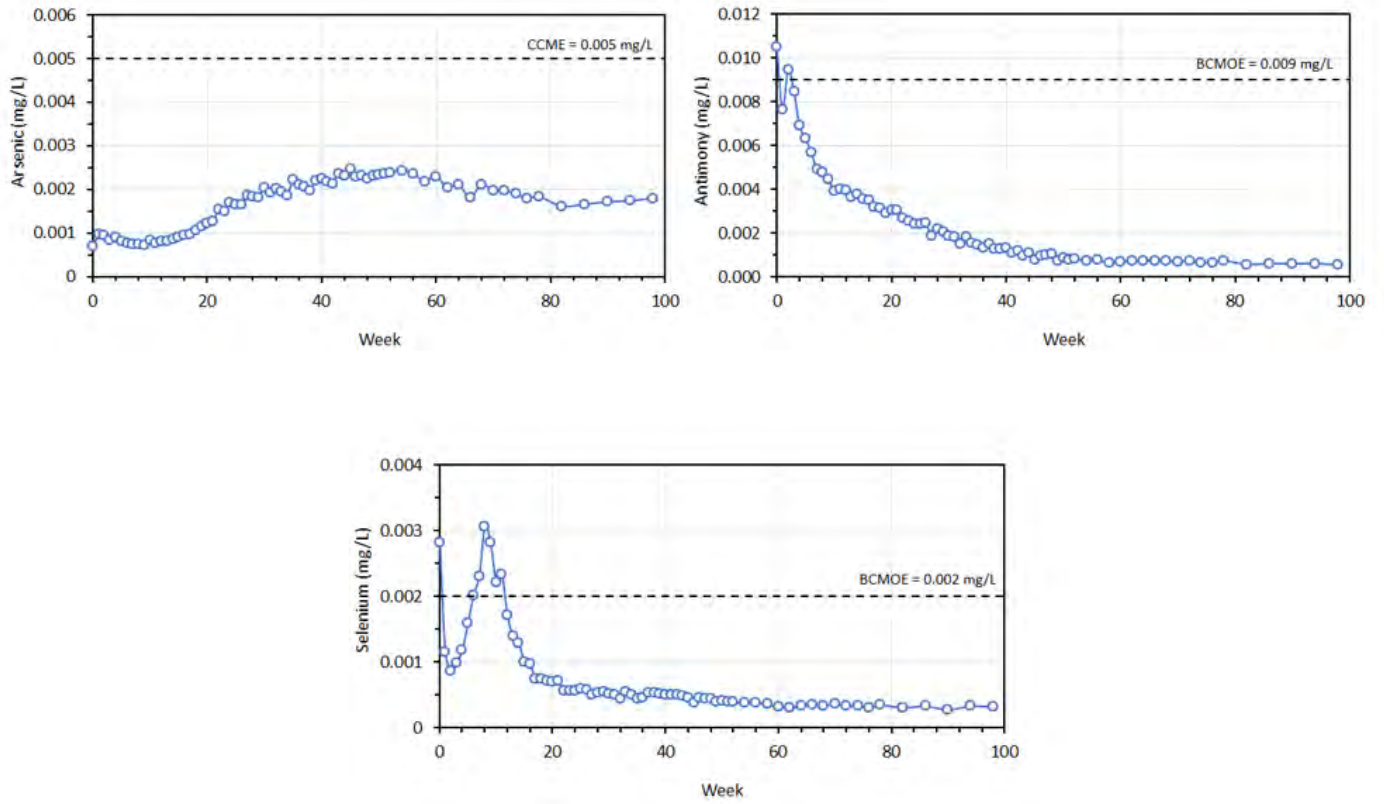 0.006
0.005
0.004
0.003
0.002
0.001
0
Arsenic (mg/L)
CCME = 0.005 mg/L
0 20 40 60 80 100
Week
0.012
0.010
0.008
0.006
0.004
0.002
0.000
Antimony (mg/L)
BCMOE = 0.009 mg/L
0 20 40 60 80 100
Week
0.004
0.003
0.002
0.001
0
Selenium (mg/L)
BCMOE = 0.002 mg/L
0 20 40 60 80 100
Week